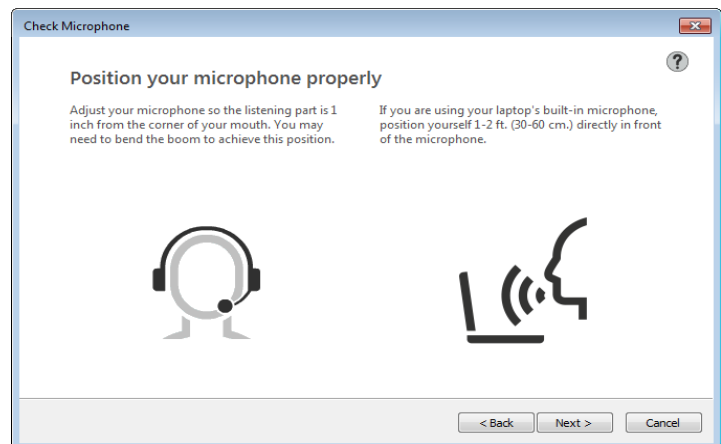 Check Microphone
?
Position your microphone properly
Adjust your microphone so the listening part is 1
inch from the corner of your mouth. You may
need to bend the boom to achieve this position.
If you are using your laptop's built-in microphone,
position yourself 1-2 ft. (30-60 cm.) directly in front
of the microphone.
< Back
Next >
Cancel